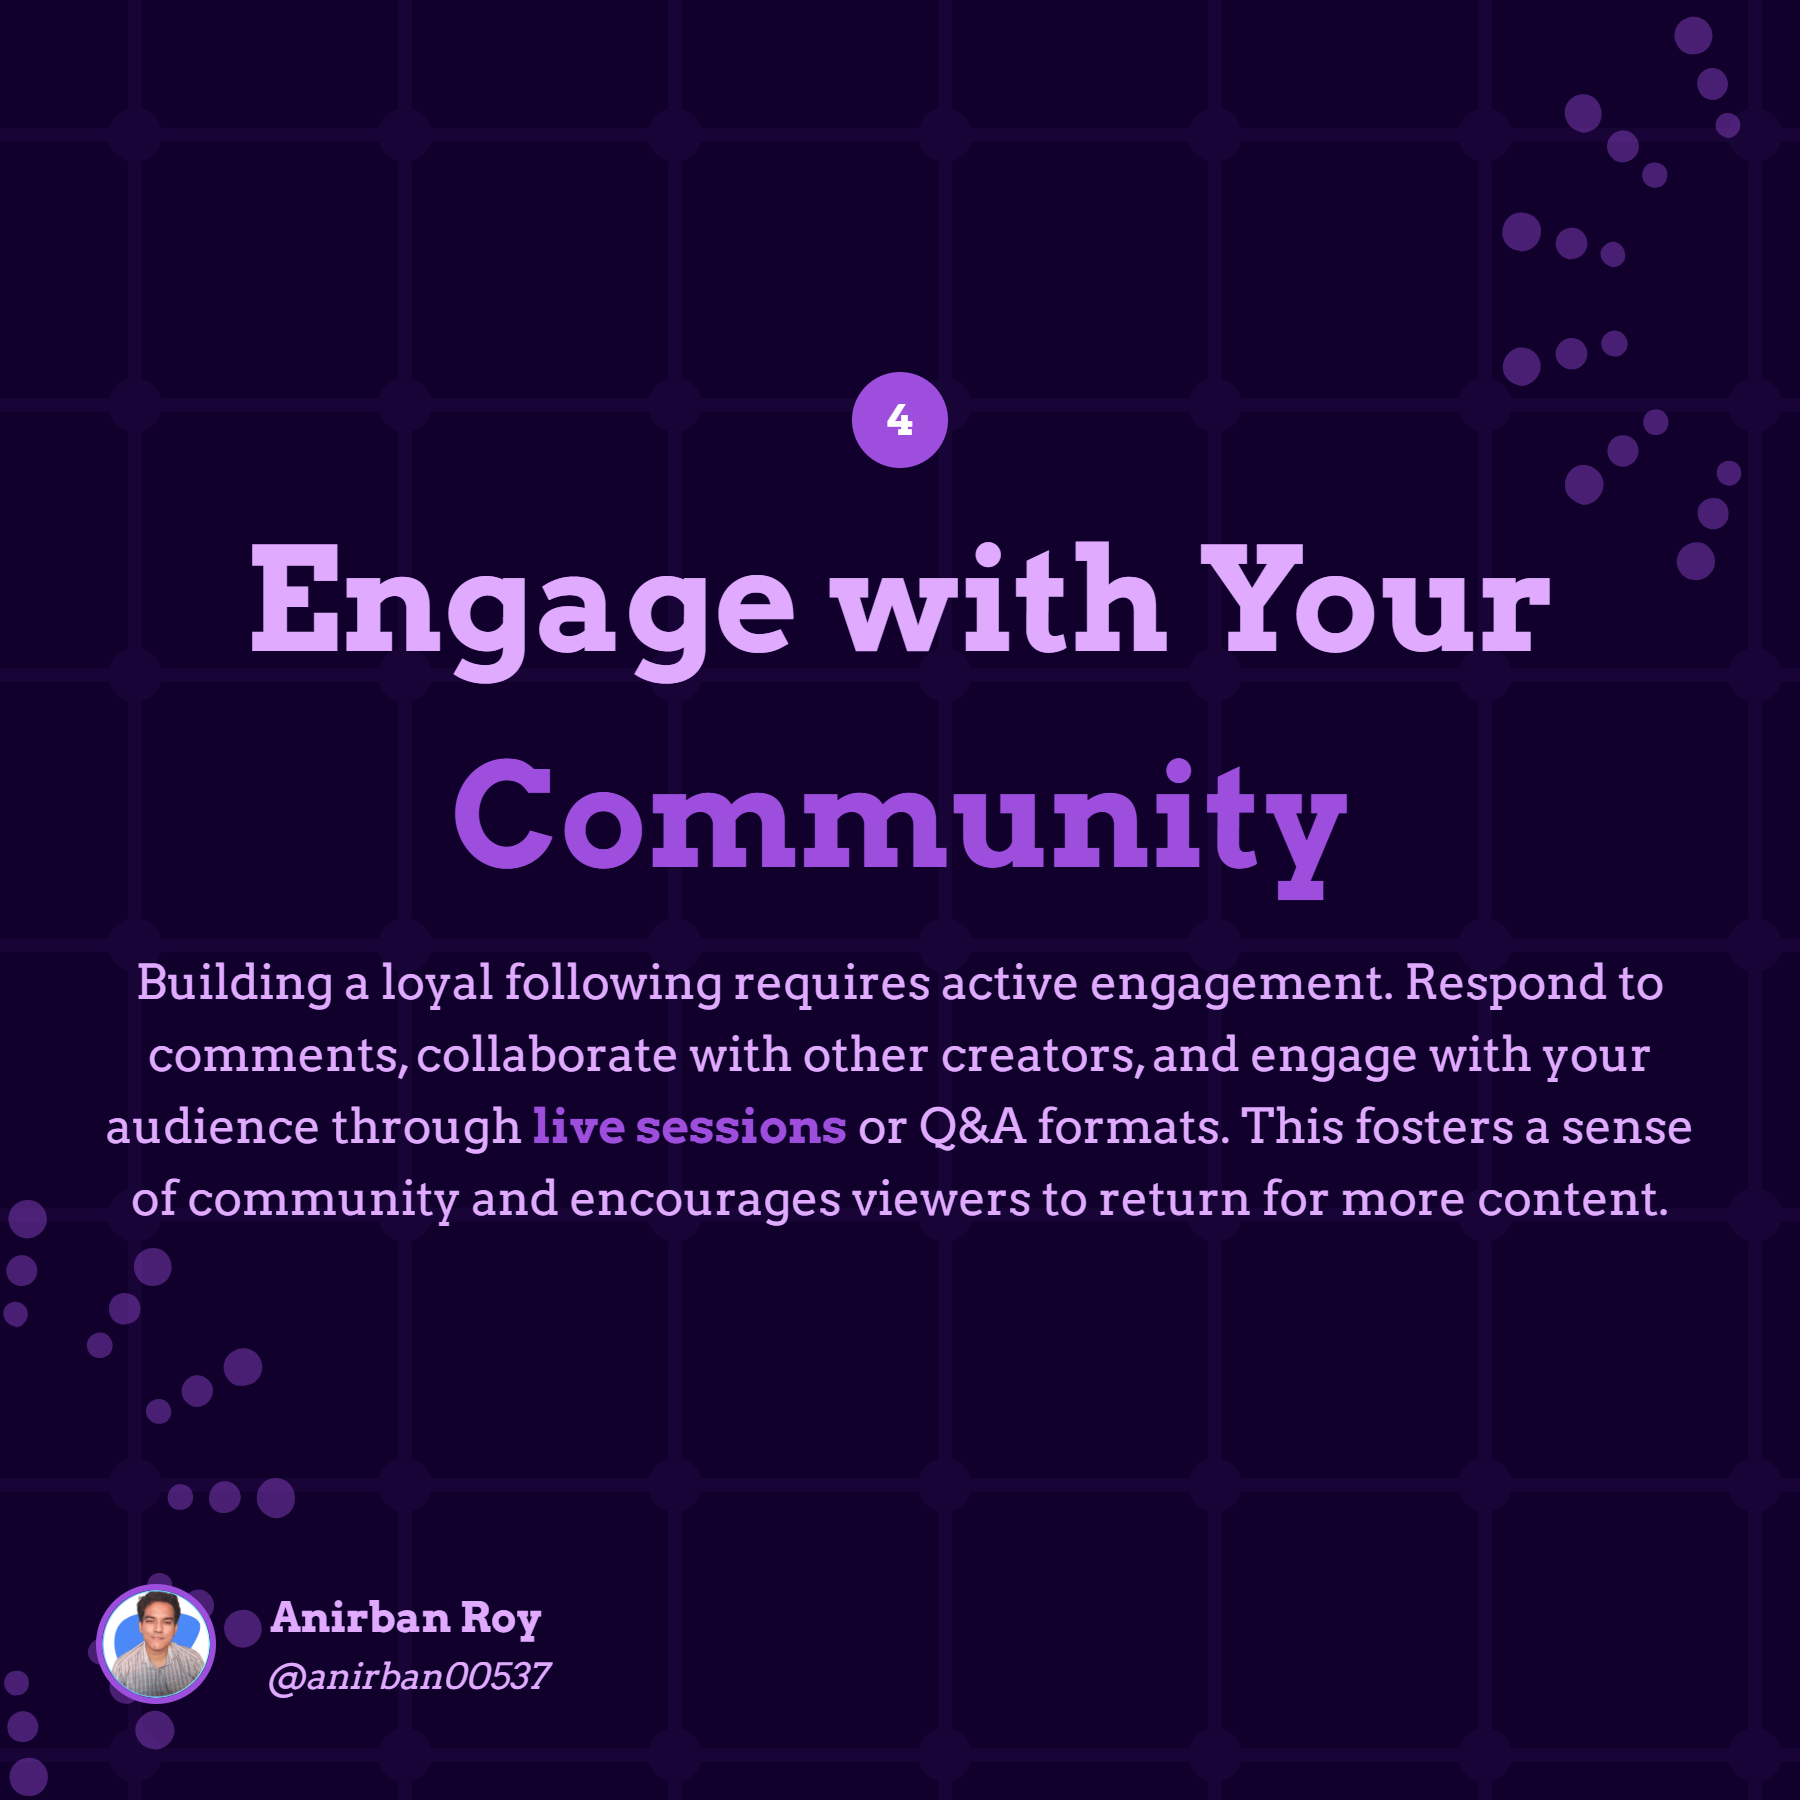 4
Engage with Your
Community
Building a loyal following requires active engagement. Respond to
comments, collaborate with other creators, and engage with your
audience through live sessions or Q&A formats. This fosters a sense
of community and encourages viewers to return for more content.
Anirban Roy
@anirban00537